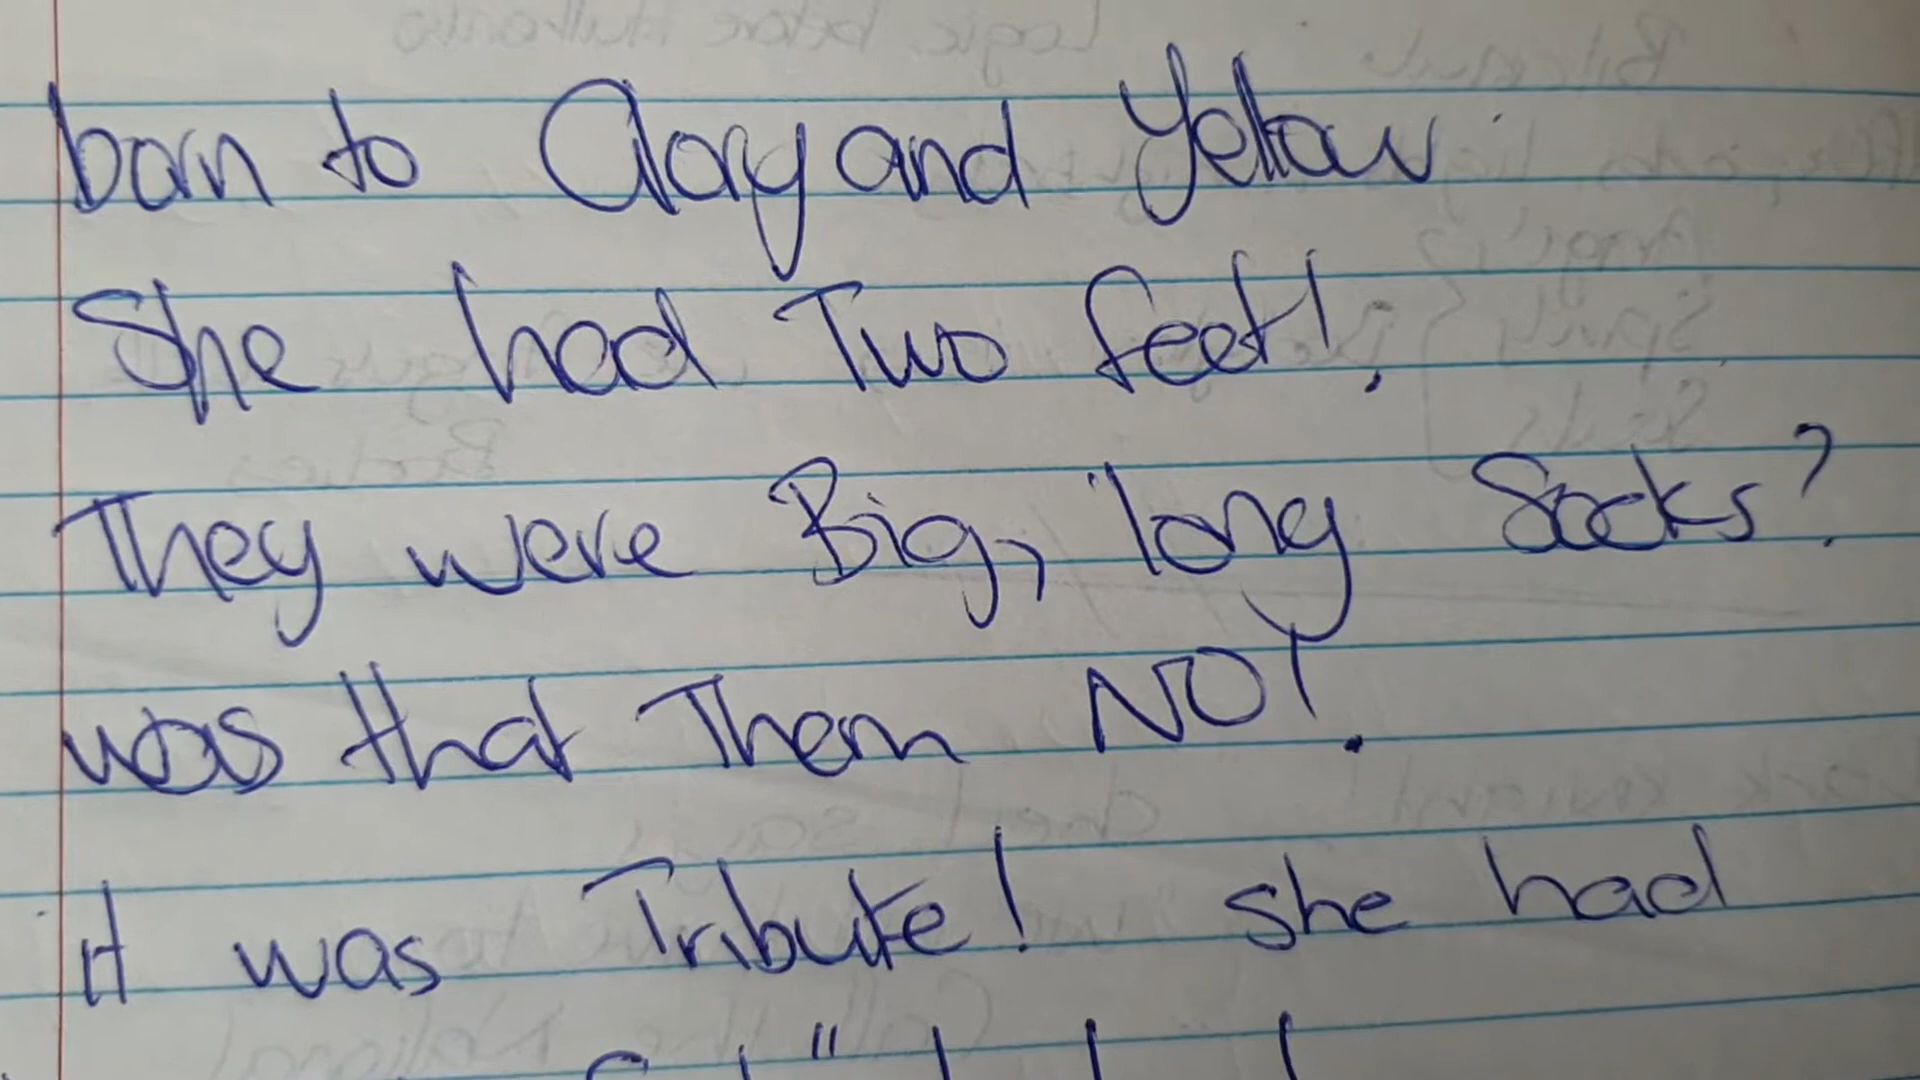 born to Glory and Yellow
She had Two feet!
They were Big, long Socks?
was that Them NO!
it was Tribute! she had